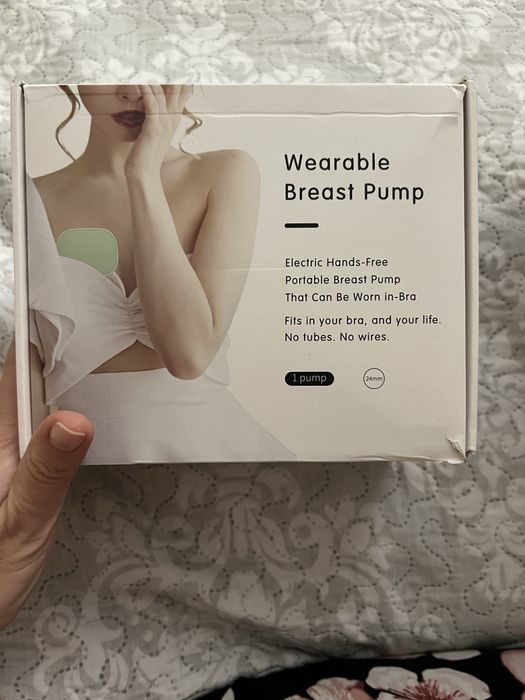 Wearable
Breast Pump
Electric Hands-Free
Portable Breast Pump
That Can Be Worn in-Bra
Fits in your bra, and your life.
No tubes. No wires.
1 pump
24mm